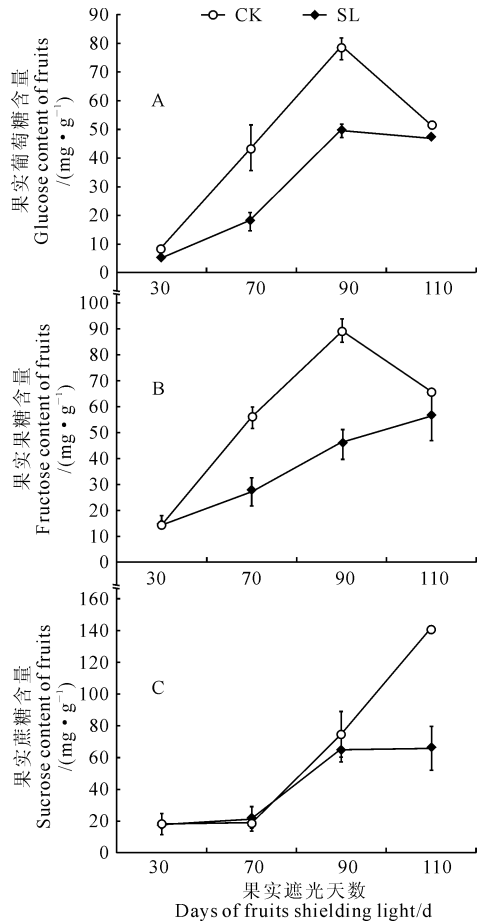 CK SL
90
80
70
60
50
40
30
20
10
0
A
果实葡萄糖含量
Glucose content of fruits
/(mg·g⁻¹)
30 70 90 110
100
90
80
70
60
50
40
30
20
10
0
B
果实果糖含量
Fructose content of fruits
/(mg·g⁻¹)
30 70 90 110
160
140
120
100
80
60
40
20
0
C
果实蔗糖含量
Sucrose content of fruits
/(mg·g⁻¹)
30 70 90 110
果实遮光天数
Days of fruits shielding light/d